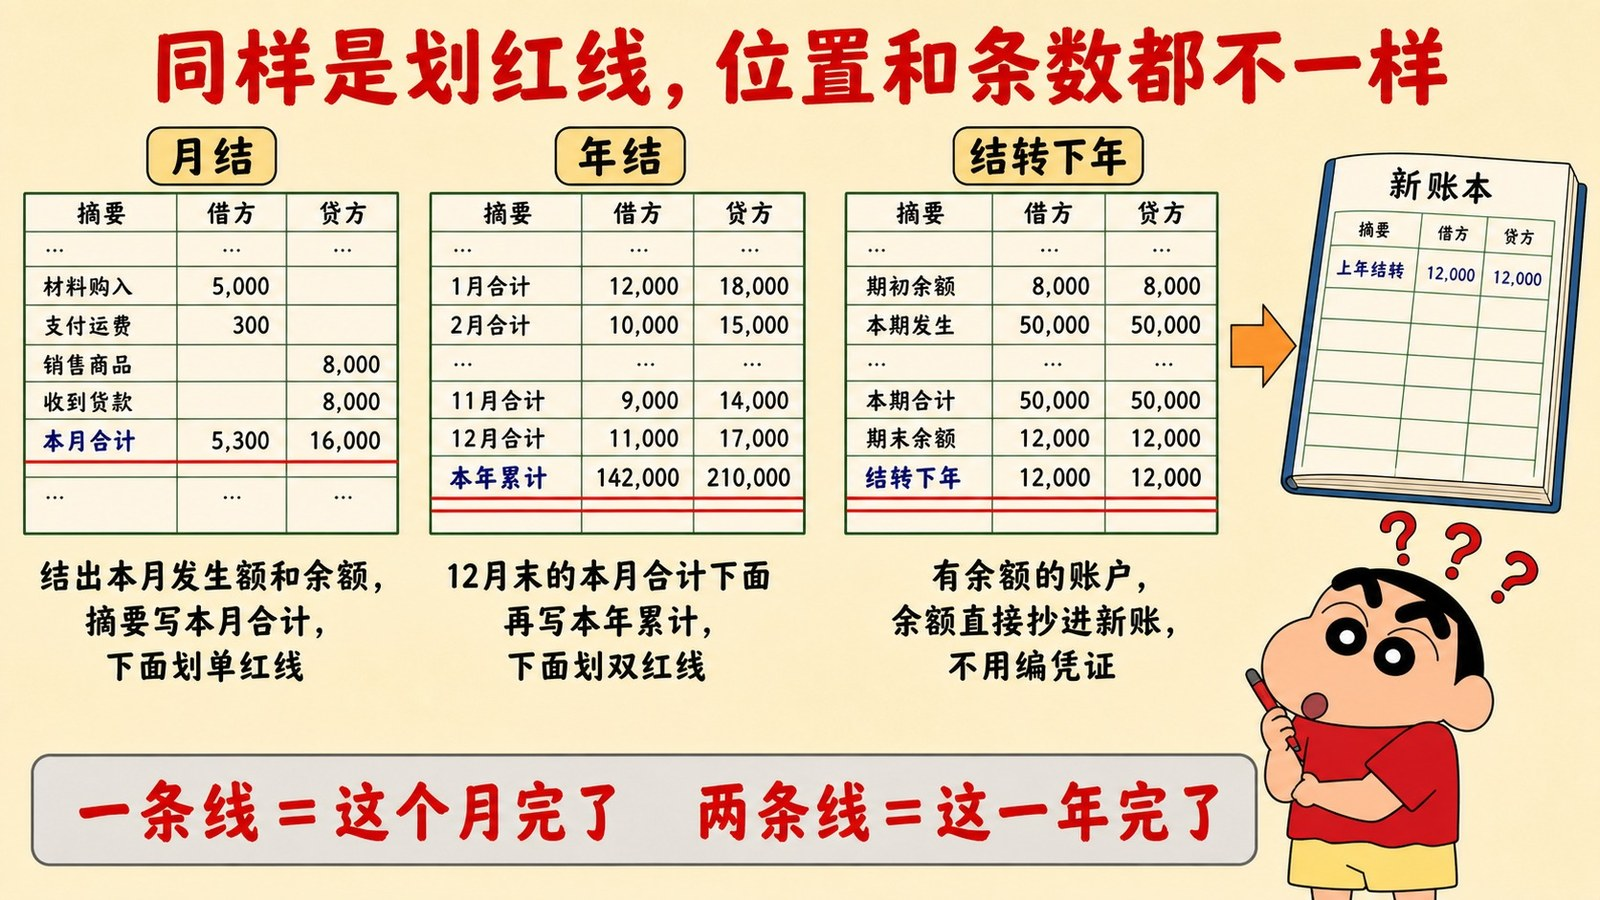 同样是划红线，位置和条数都不一样
月结
摘要 借方 贷方
… … …
材料购入 5,000
支付运费 300
销售商品 8,000
收到货款 8,000
本月合计 5,300 16,000
… … …
结出本月发生额和余额，
摘要写本月合计，
下面划单红线
年结
摘要 借方 贷方
… … …
1月合计 12,000 18,000
2月合计 10,000 15,000
… … …
11月合计 9,000 14,000
12月合计 11,000 17,000
本年累计 142,000 210,000
12月末的本月合计下面
再写本年累计，
下面划双红线
结转下年
摘要 借方 贷方
… … …
期初余额 8,000 8,000
本期发生 50,000 50,000
… … …
本期合计 50,000 50,000
期末余额 12,000 12,000
结转下年 12,000 12,000
有余额的账户，
余额直接抄进新账，
不用编凭证
新账本
摘要 借方 贷方
上年结转 12,000 12,000
? ? ?
一条线＝这个月完了 两条线＝这一年完了